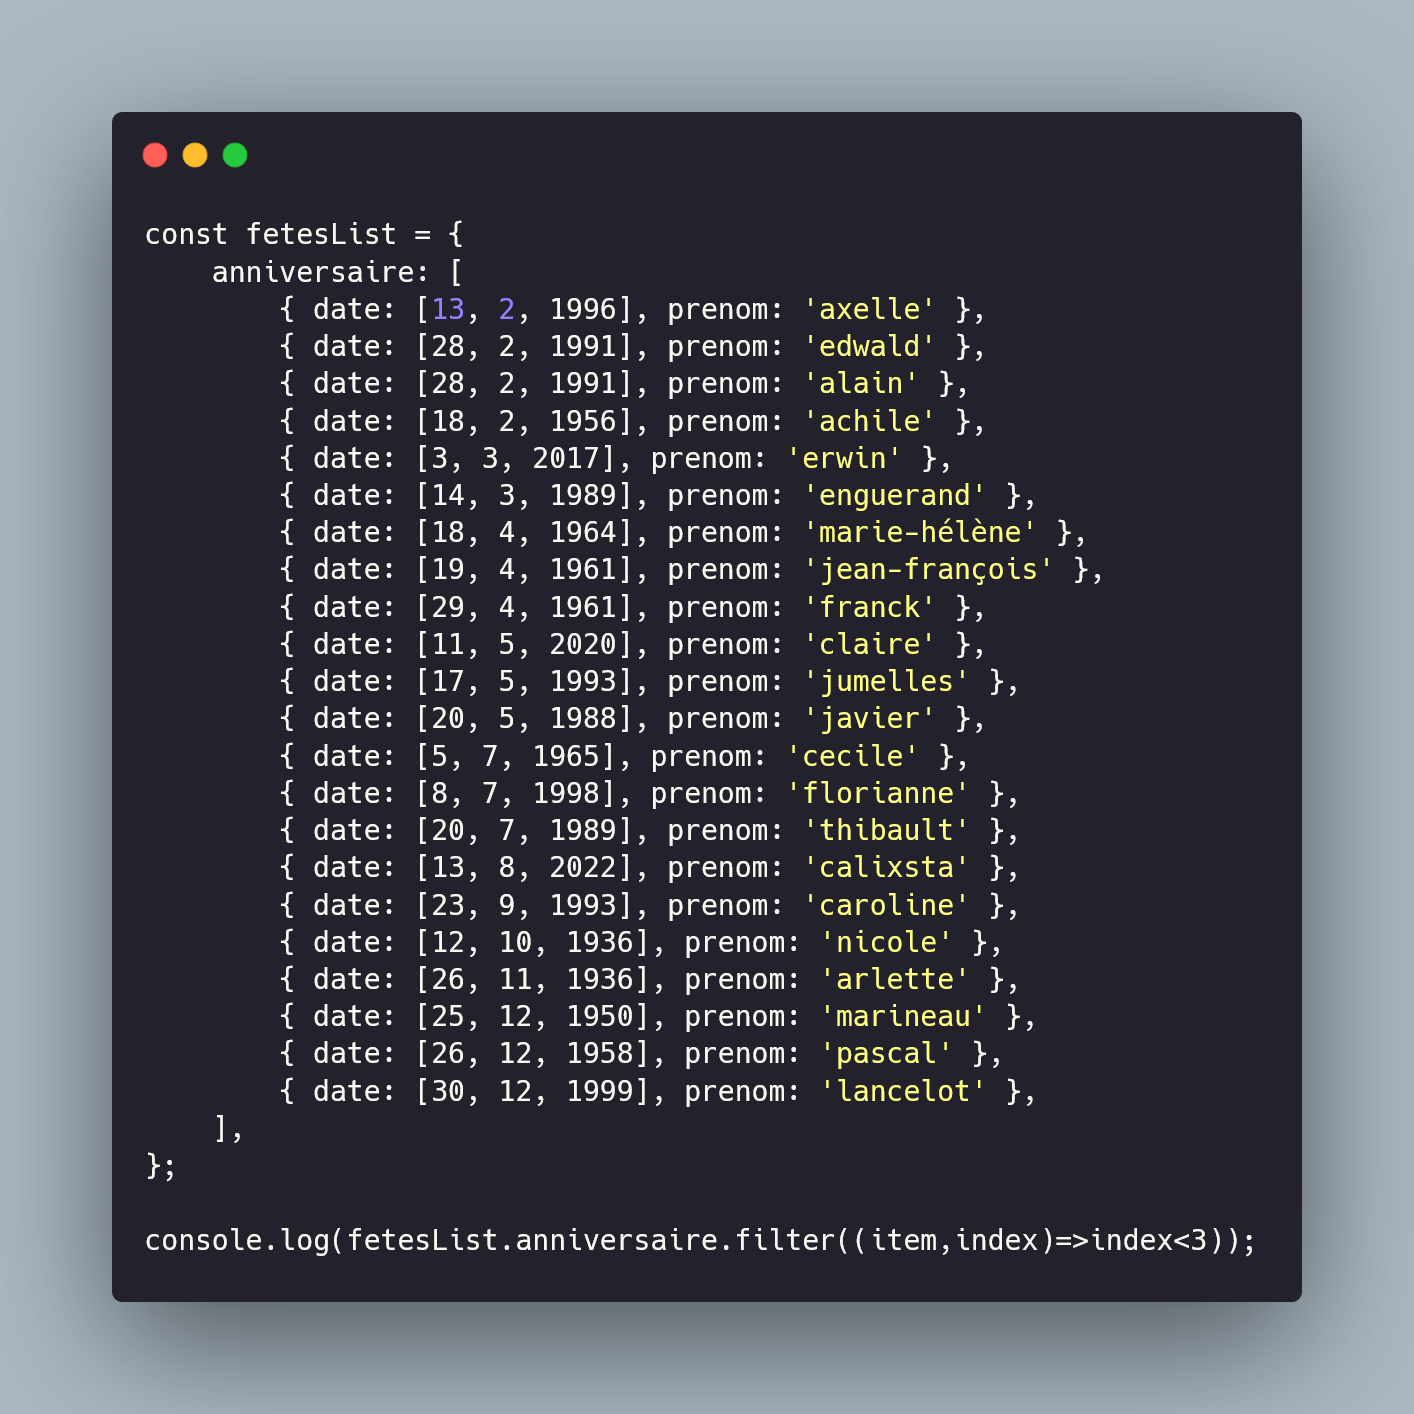 const fetesList = {
    anniversaire: [
        { date: [13, 2, 1996], prenom: 'axelle' },
        { date: [28, 2, 1991], prenom: 'edwald' },
        { date: [28, 2, 1991], prenom: 'alain' },
        { date: [18, 2, 1956], prenom: 'achile' },
        { date: [3, 3, 2017], prenom: 'erwin' },
        { date: [14, 3, 1989], prenom: 'enguerand' },
        { date: [18, 4, 1964], prenom: 'marie-hélène' },
        { date: [19, 4, 1961], prenom: 'jean-françois' },
        { date: [29, 4, 1961], prenom: 'franck' },
        { date: [11, 5, 2020], prenom: 'claire' },
        { date: [17, 5, 1993], prenom: 'jumelles' },
        { date: [20, 5, 1988], prenom: 'javier' },
        { date: [5, 7, 1965], prenom: 'cecile' },
        { date: [8, 7, 1998], prenom: 'florianne' },
        { date: [20, 7, 1989], prenom: 'thibault' },
        { date: [13, 8, 2022], prenom: 'calixsta' },
        { date: [23, 9, 1993], prenom: 'caroline' },
        { date: [12, 10, 1936], prenom: 'nicole' },
        { date: [26, 11, 1936], prenom: 'arlette' },
        { date: [25, 12, 1950], prenom: 'marineau' },
        { date: [26, 12, 1958], prenom: 'pascal' },
        { date: [30, 12, 1999], prenom: 'lancelot' },
    ],
};
console.log(fetesList.anniversaire.filter((item,index)=>index<3));